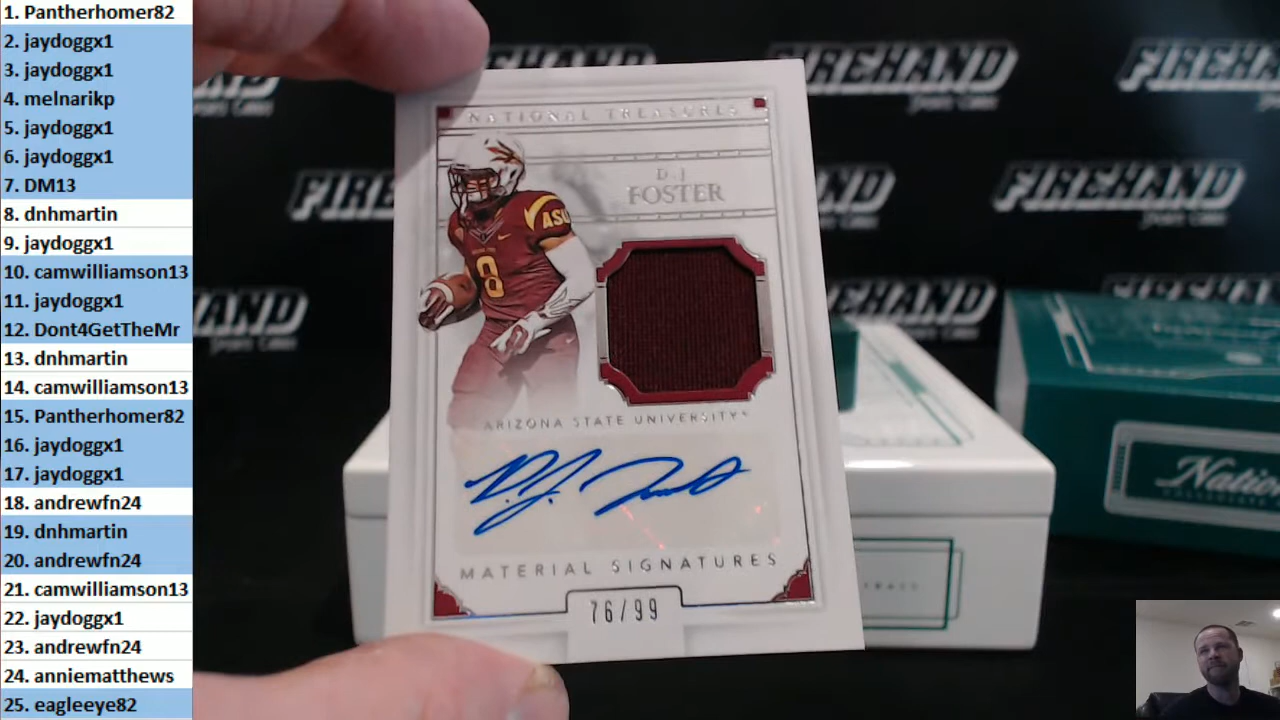 1. Pantherhomer82
2. jaydoggx1
3. jaydoggx1
4. melnarikp
5. jaydoggx1
6. jaydoggx1
7. DM13
8. dnhmartin
9. jaydoggx1
10. camwilliamson13
11. jaydoggx1
12. Dont4GetTheMr
13. dnhmartin
14. camwilliamson13
15. Pantherhomer82
16. jaydoggx1
17. jaydoggx1
18. andrewfn24
19. dnhmartin
20. andrewfn24
21. camwilliamson13
22. jaydoggx1
23. andrewfn24
24. anniematthews
25. eagleeye82
NATIONAL TREASURES
D.J
FOSTER
ASU
8
ARIZONA STATE UNIVERSITY
D.J. Foster
MATERIAL SIGNATURES
76/99
FIREHAND
FIREHAND
FIREHAND
FIREHAND
FIREHAND
Natio